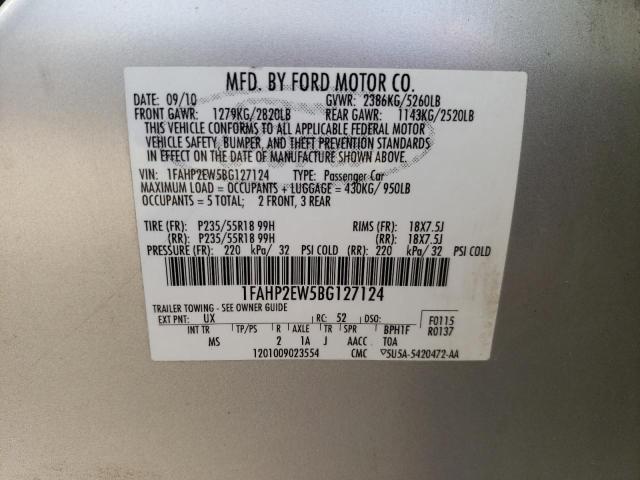 MFD. BY FORD MOTOR CO.
DATE: 09/10 GVWR: 2386KG/5260LB
FRONT GAWR: 1279KG/2820LB REAR GAWR: 1143KG/2520LB
THIS VEHICLE CONFORMS TO ALL APPLICABLE FEDERAL MOTOR
VEHICLE SAFETY, BUMPER, AND THEFT PREVENTION STANDARDS
IN EFFECT ON THE DATE OF MANUFACTURE SHOWN ABOVE.
VIN: 1FAHP2EW5BG127124 TYPE: Passenger Car
MAXIMUM LOAD = OCCUPANTS + LUGGAGE = 430KG/ 950LB
OCCUPANTS = 5 TOTAL; 2 FRONT, 3 REAR
TIRE (FR): P235/55R18 99H RIMS (FR): 18X7.5J
(RR): P235/55R18 99H (RR): 18X7.5J
PRESSURE (FR): 220 kPa/ 32 PSI COLD (RR): 220 kPa/ 32 PSI COLD
1FAHP2EW5BG127124
TRAILER TOWING - SEE OWNER GUIDE
EXT PNT: UX RC: 52 DSO: F0115
INT TR TP/PS R AXLE TR SPR BPH1F R0137
MS 2 1A J AACC TOA
1201009023554 CMC 5U5A-5420472-AA